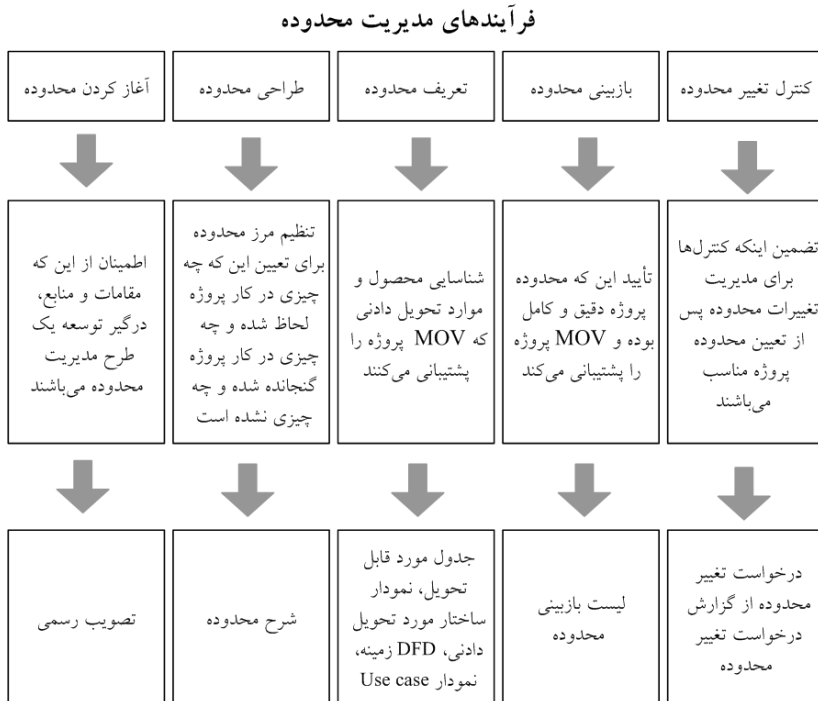 فرآیندهای مدیریت محدوده
کنترل تغییر محدوده
بازبینی محدوده
تعریف محدوده
طراحی محدوده
آغاز کردن محدوده
تضمین اینکه کنترل‌ها
برای مدیریت
تغییرات محدوده پس
از تعیین محدوده
پروژه مناسب
می‌باشند
تأیید این که محدوده
پروژه دقیق و کامل
بوده و MOV پروژه
را پشتیبانی می‌کند
شناسایی محصول و
موارد تحویل دادنی
که MOV پروژه را
پشتیبانی می‌کنند
تنظیم مرز محدوده
برای تعیین این که چه
چیزی در کار پروژه
لحاظ شده و چه
چیزی در کار پروژه
گنجانده شده و چه
چیزی نشده است
اطمینان از این که
مقامات و منابع،
درگیر توسعه یک
طرح مدیریت
محدوده می‌باشند
درخواست تغییر
محدوده از گزارش
درخواست تغییر
محدوده
لیست بازبینی
محدوده
جدول مورد قابل
تحویل، نمودار
ساختار مورد تحویل
دادنی، DFD زمینه،
نمودار Use case
شرح محدوده
تصویب رسمی